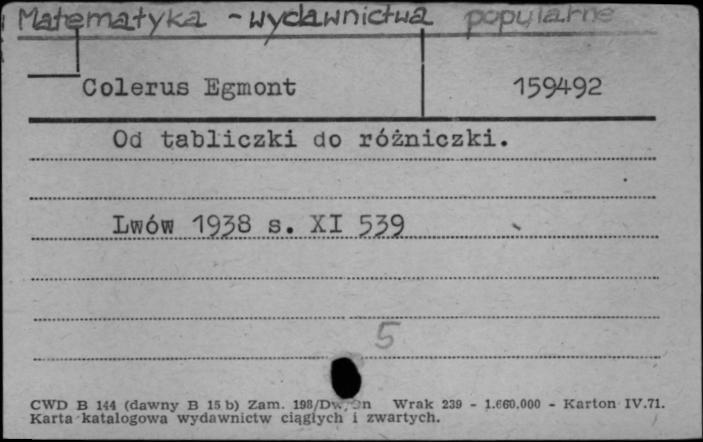 Matematyka - wydawnictwa popularne
Colerus Egmont 159492
Od tabliczki do różniczki.
Lwów 1938 s. XI 539
5
CWD B 144 (dawny B 15 b) Zam. 198/Dw. Wrak 239 - 1.660.000 - Karton IV.71.
Karta katalogowa wydawnictw ciągłych i zwartych.